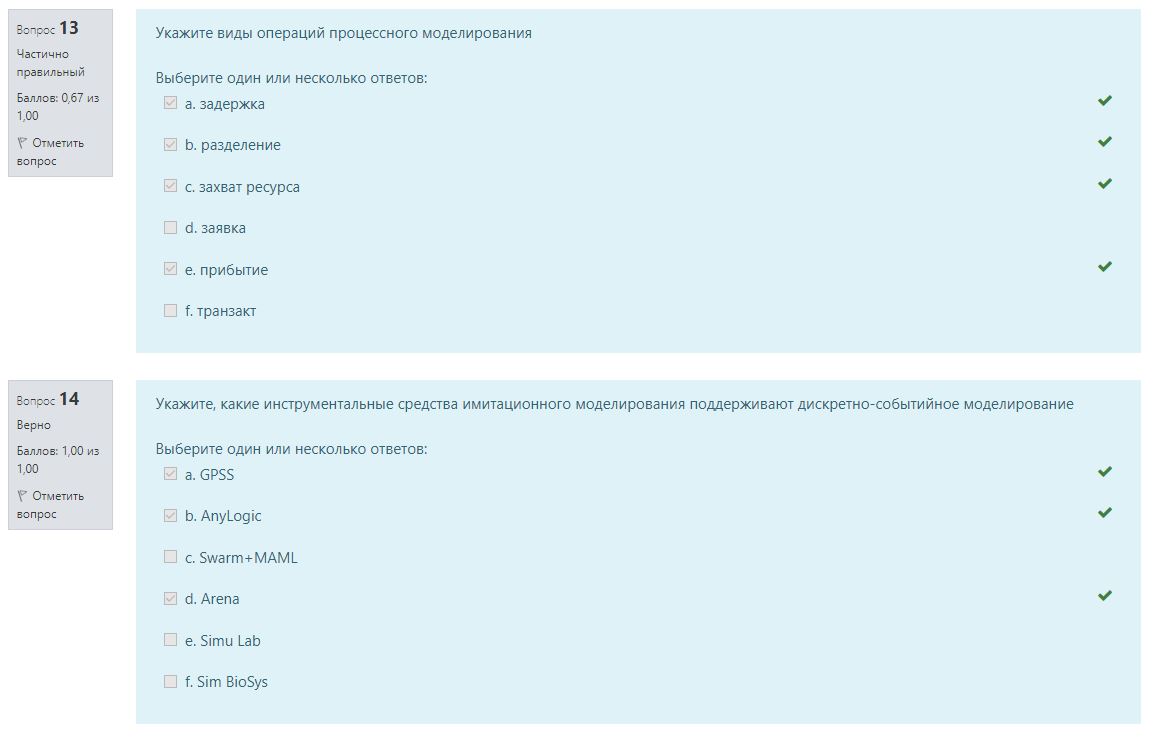 Вопрос 13
Частично
правильный
Баллов: 0,67 из
1,00
Отметить
вопрос
Укажите виды операций процессного моделирования
Выберите один или несколько ответов:
a. задержка
b. разделение
c. захват ресурса
d. заявка
e. прибытие
f. транзакт
Вопрос 14
Верно
Баллов: 1,00 из
1,00
Отметить
вопрос
Укажите, какие инструментальные средства имитационного моделирования поддерживают дискретно-событийное моделирование
Выберите один или несколько ответов:
a. GPSS
b. AnyLogic
c. Swarm+MAML
d. Arena
e. Simu Lab
f. Sim BioSys